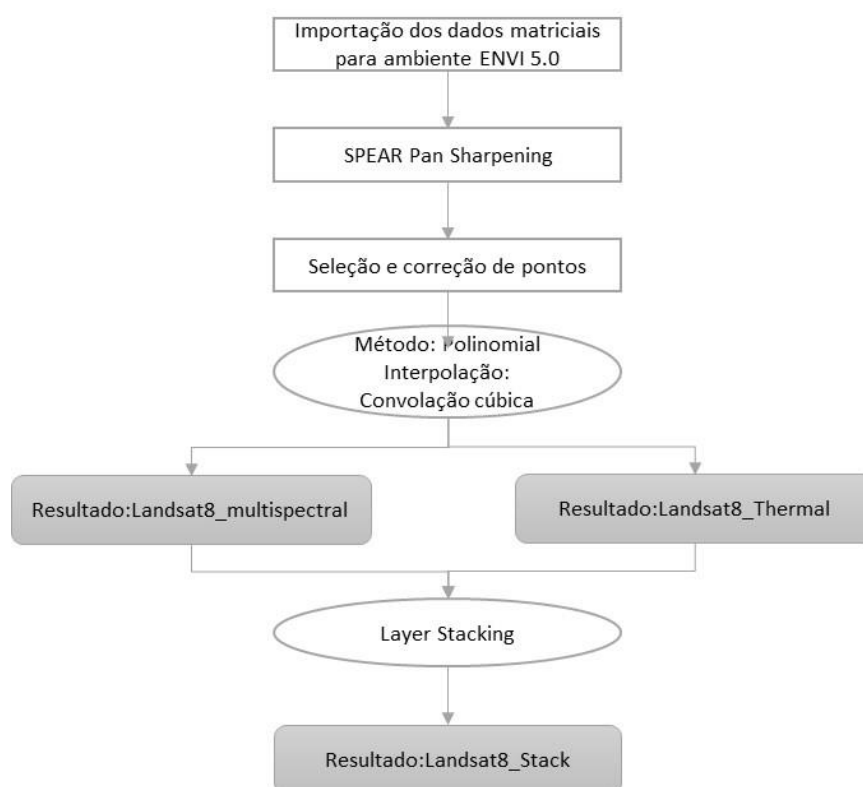 Importação dos dados matriciais
para ambiente ENVI 5.0
SPEAR Pan Sharpening
Seleção e correção de pontos
Método: Polinomial
Interpolação:
Convolação cúbica
Resultado:Landsat8_multispectral
Resultado:Landsat8_Thermal
Layer Stacking
Resultado:Landsat8_Stack